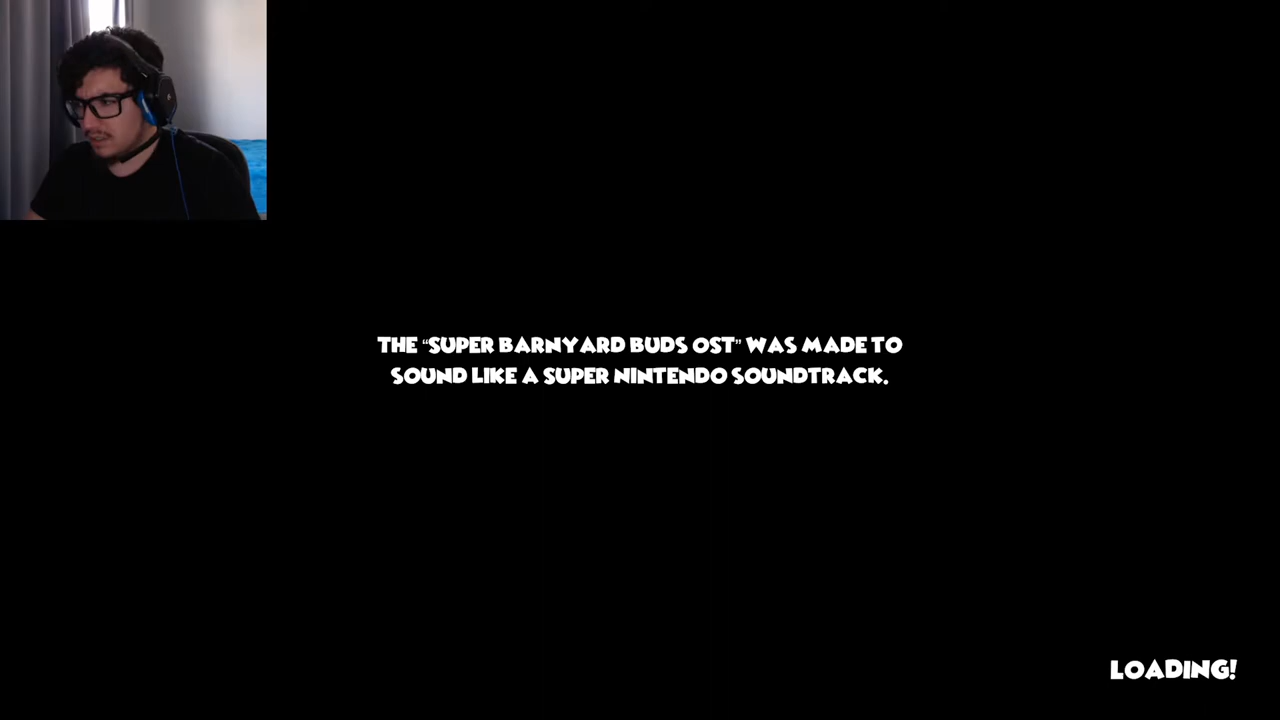 THE “SUPER BARNYARD BUDS OST” WAS MADE TO
SOUND LIKE A SUPER NINTENDO SOUNDTRACK.
LOADING!